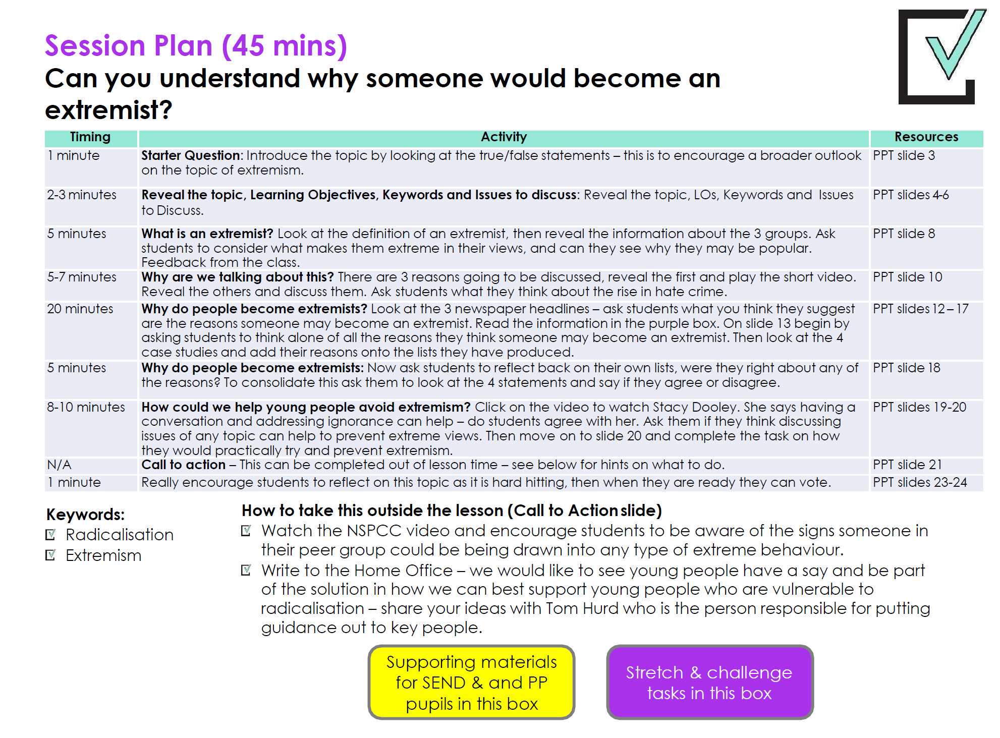 Session Plan (45 mins)
Can you understand why someone would become an
extremist?
Timing Activity Resources
1 minute Starter Question: Introduce the topic by looking at the true/false statements – this is to encourage a broader outlook PPT slide 3
on the topic of extremism.
2-3 minutes Reveal the topic, Learning Objectives, Keywords and Issues to discuss: Reveal the topic, LOs, Keywords and Issues PPT slides 4-6
to Discuss.
5 minutes What is an extremist? Look at the definition of an extremist, then reveal the information about the 3 groups. Ask PPT slide 8
students to consider what makes them extreme in their views, and can they see why they may be popular.
Feedback from the class.
5-7 minutes Why are we talking about this? There are 3 reasons going to be discussed, reveal the first and play the short video. PPT slide 10
Reveal the others and discuss them. Ask students what they think about the rise in hate crime.
20 minutes Why do people become extremists? Look at the 3 newspaper headlines – ask students what you think they suggest PPT slides 12 – 17
are the reasons someone may become an extremist. Read the information in the purple box. On slide 13 begin by
asking students to think alone of all the reasons they think someone may become an extremist. Then look at the 4
case studies and add their reasons onto the lists they have produced.
5 minutes Why do people become extremists: Now ask students to reflect back on their own lists, were they right about any of PPT slide 18
the reasons? To consolidate this ask them to look at the 4 statements and say if they agree or disagree.
8-10 minutes How could we help young people avoid extremism? Click on the video to watch Stacy Dooley. She says having a PPT slides 19-20
conversation and addressing ignorance can help – do students agree with her. Ask them if they think discussing
issues of any topic can help to prevent extreme views. Then move on to slide 20 and complete the task on how
they would practically try and prevent extremism.
N/A Call to action – This can be completed out of lesson time – see below for hints on what to do. PPT slide 21
1 minute Really encourage students to reflect on this topic as it is hard hitting, then when they are ready they can vote. PPT slides 23-24
Keywords:
Radicalisation
Extremism
How to take this outside the lesson (Call to Action slide)
Watch the NSPCC video and encourage students to be aware of the signs someone in
their peer group could be being drawn into any type of extreme behaviour.
Write to the Home Office – we would like to see young people have a say and be part
of the solution in how we can best support young people who are vulnerable to
radicalisation – share your ideas with Tom Hurd who is the person responsible for putting
guidance out to key people.
Supporting materials
for SEND & and PP
pupils in this box
Stretch & challenge
tasks in this box